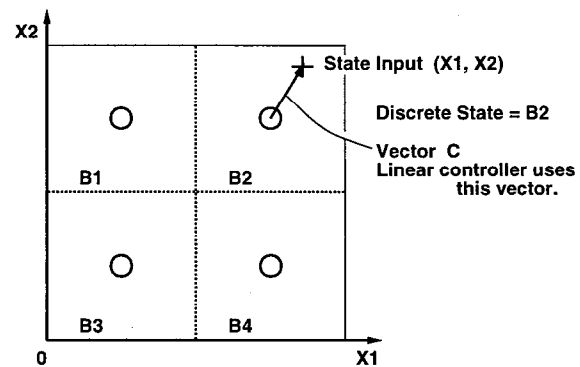 X2
State Input (X1, X2)
Discrete State = B2
Vector C
Linear controller uses
this vector.
B1
B2
B3
B4
0
X1